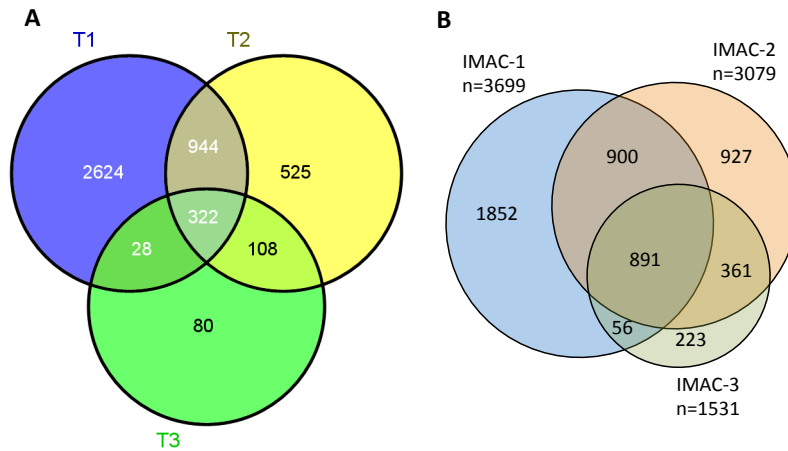 A
T1
T2
944
2624
525
322
28
108
80
T3
B
IMAC-1
n=3699
IMAC-2
n=3079
900
927
1852
891
361
56
223
IMAC-3
n=1531